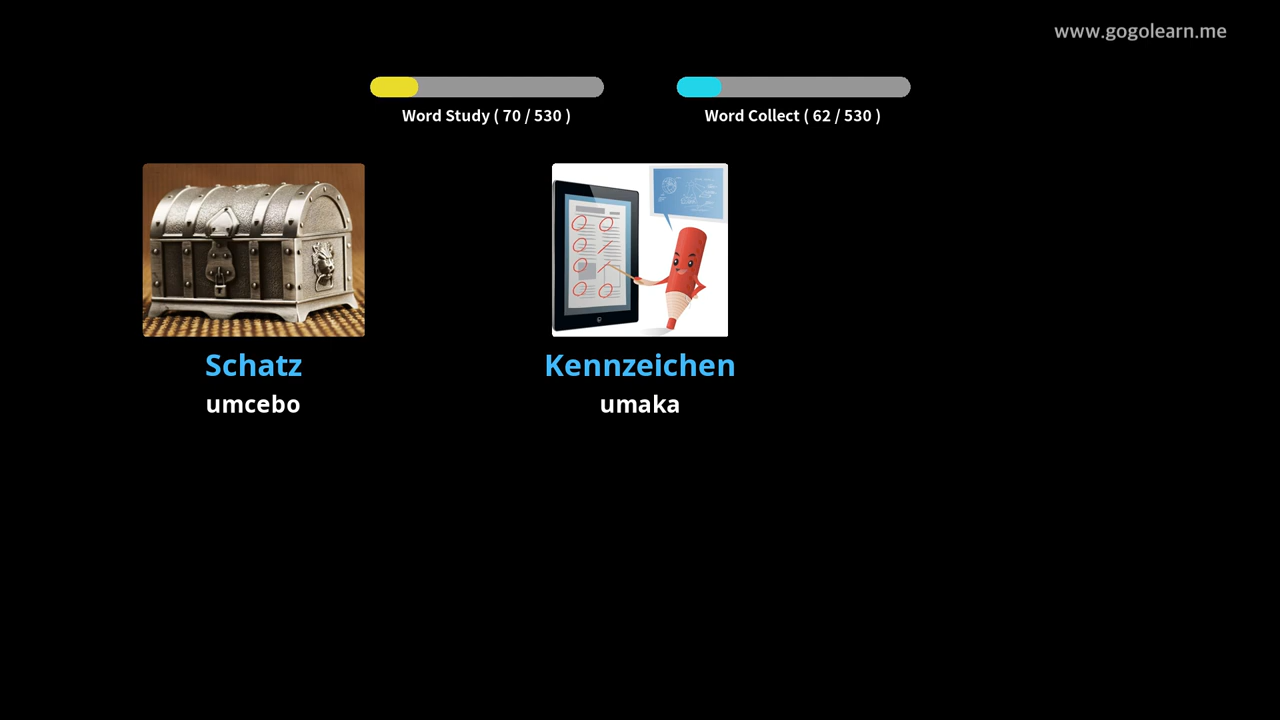 www.gogolearn.me
Word Study ( 70 / 530 )
Word Collect ( 62 / 530 )
Schatz
umcebo
Kennzeichen
umaka